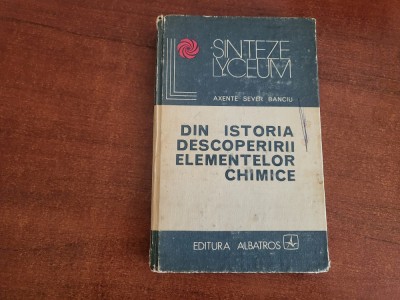 SINTEZE
LYCEUM
AXENTE SEVER BANCIU
DIN ISTORIA
DESCOPERIRII
ELEMENTELOR
CHIMICE
EDITURA ALBATROS